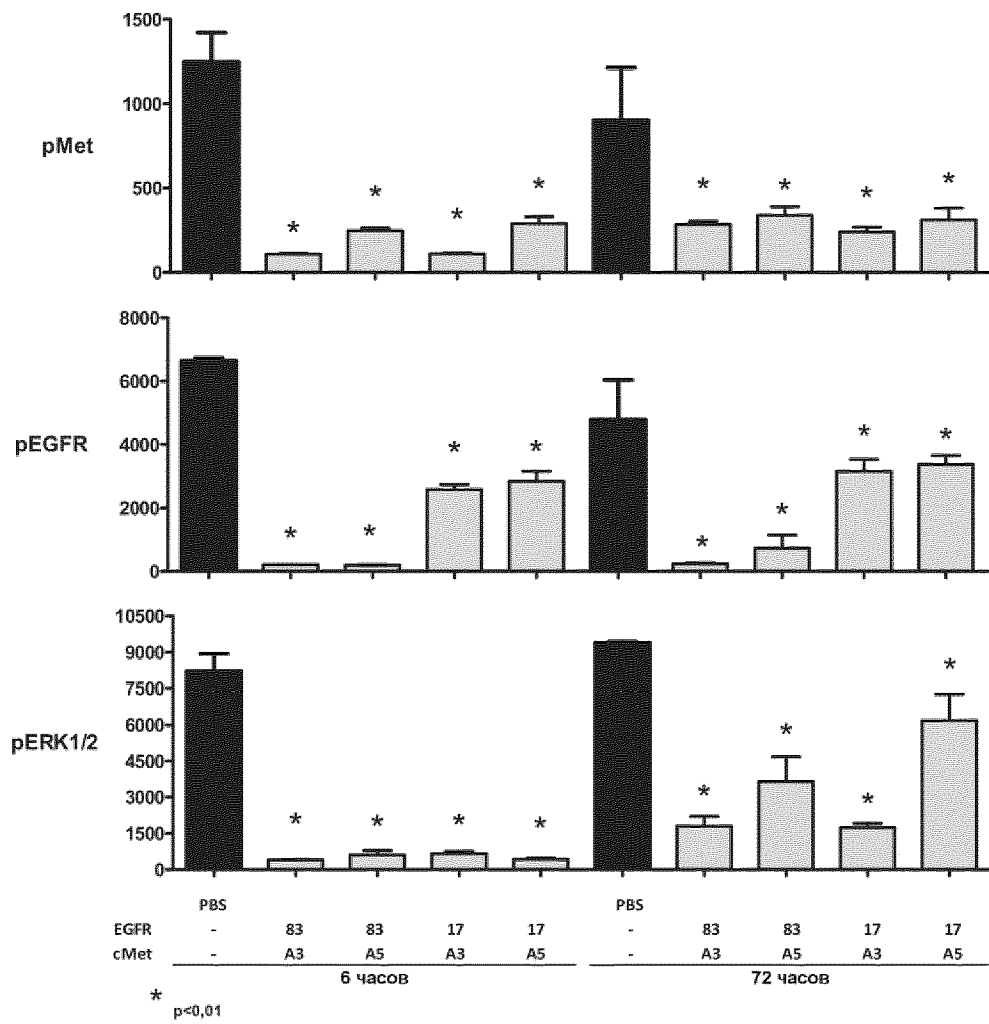 1500
1000
pMet
500
0
* * * * * * * *
8000
6000
pEGFR
4000
2000
0
* * * * * * * *
10500
9000
7500
pERK1/2
6000
4500
3000
1500
0
* * * * * * * *
PBS PBS
EGFR - 83 83 17 17 - 83 83 17 17
cMet - A3 A5 A3 A5 - A3 A5 A3 A5
6 часов 72 часов
* p<0,01